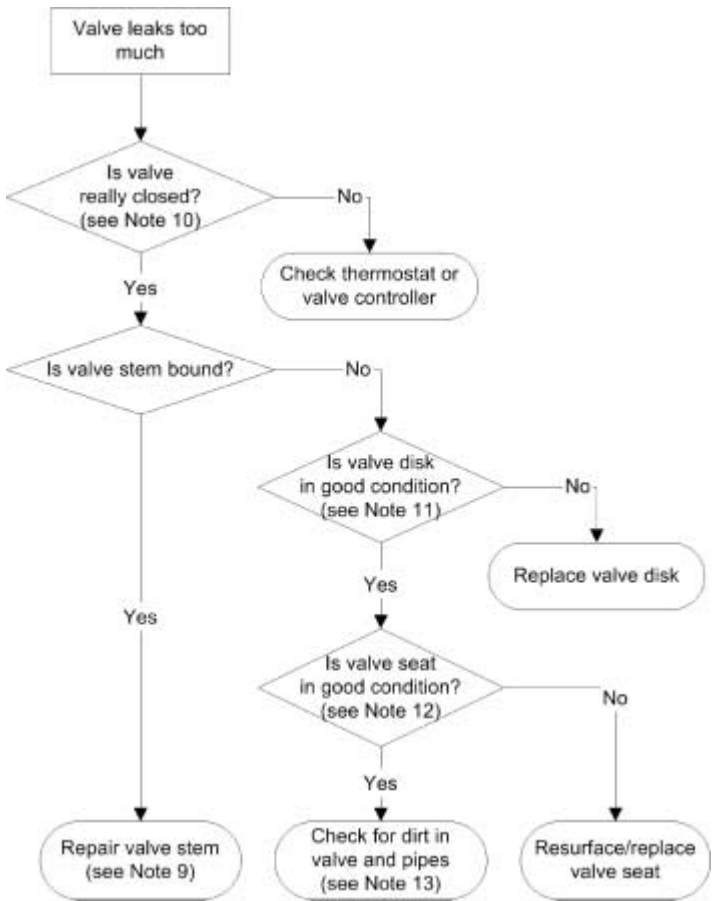 Valve leaks too
much
Is valve
really closed?
(see Note 10)
No
Check thermostat or
valve controller
Yes
Is valve stem bound?
No
Is valve disk
in good condition?
(see Note 11)
No
Replace valve disk
Yes
Yes
Is valve seat
in good condition?
(see Note 12)
No
Yes
Repair valve stem
(see Note 9)
Check for dirt in
valve and pipes
(see Note 13)
Resurface/replace
valve seat